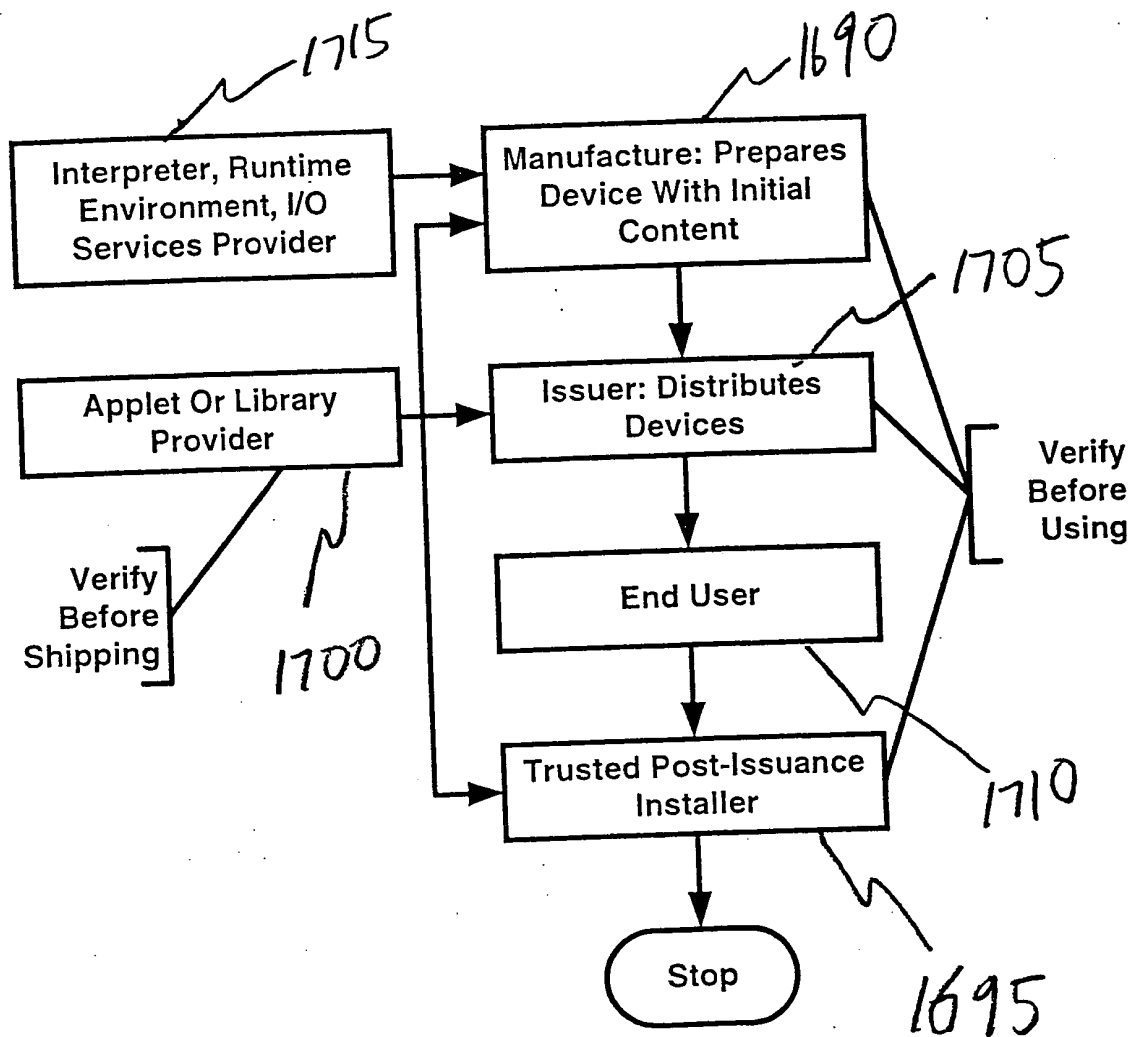 1715
1690
Interpreter, Runtime
Environment, I/O
Services Provider
Manufacture: Prepares
Device With Initial
Content
1705
Applet Or Library
Provider
Issuer: Distributes
Devices
Verify
Before
Using
Verify
Before
Shipping
1700
End User
1710
Trusted Post-Issuance
Installer
1695
Stop